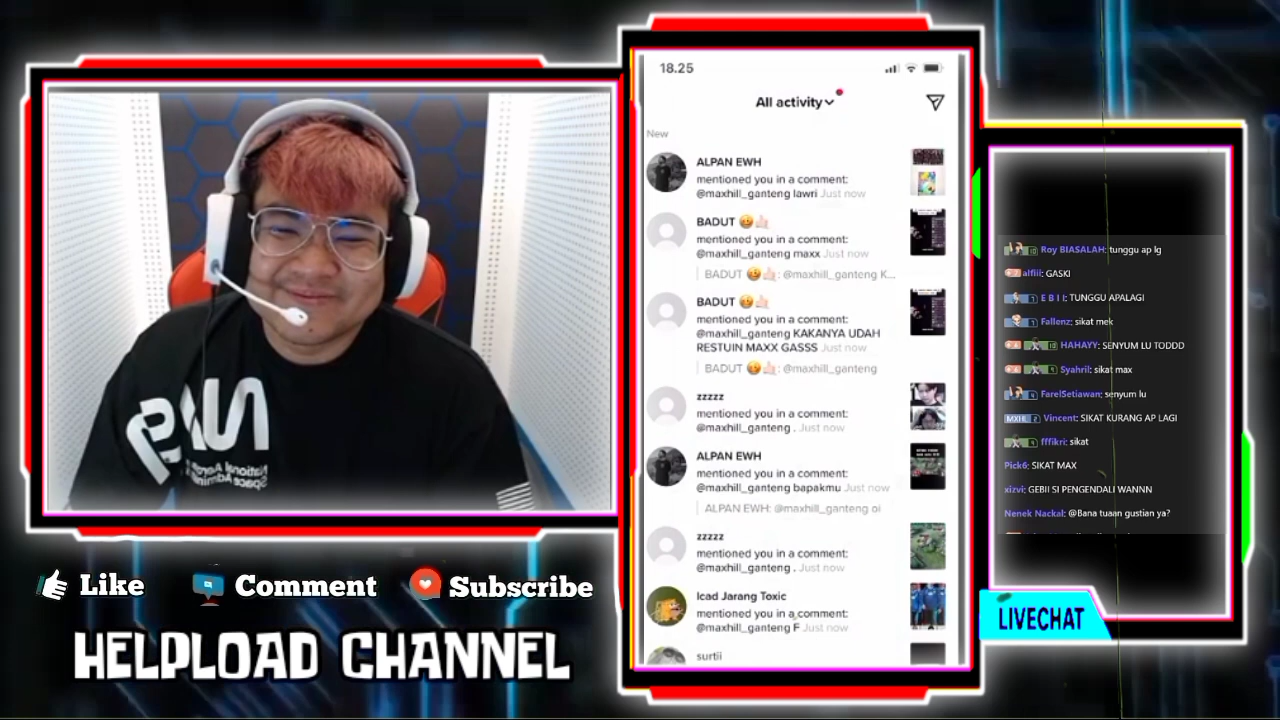 18.25
All activity
New
ALPAN EWH
mentioned you in a comment:
@maxhill_ganteng lawri Just now
BADUT 🥵👍🏻
mentioned you in a comment:
@maxhill_ganteng maxx Just now
BADUT 🥵👍🏻: @maxhill_ganteng K...
BADUT 🥵👍🏻
mentioned you in a comment:
@maxhill_ganteng KAKANYA UDAH
RESTUIN MAXX GASSS Just now
BADUT 🥵👍🏻: @maxhill_ganteng
zzzzz
mentioned you in a comment:
@maxhill_ganteng . Just now
ALPAN EWH
mentioned you in a comment:
@maxhill_ganteng bapakmu Just now
ALPAN EWH: @maxhill_ganteng oi
zzzzz
mentioned you in a comment:
@maxhill_ganteng . Just now
Icad Jarang Toxic
mentioned you in a comment:
@maxhill_ganteng F Just now
surtii
Roy BIASALAH: tunggu ap lg
alfiii: GASKI
E B I I: TUNGGU APALAGI
Fallenz: sikat mek
HAHAYY: SENYUM LU TODDD
Syahril: sikat max
FarelSetiawan: senyum lu
Vincent: SIKAT KURANG AP LAGI
fffikri: sikat
Pick6: SIKAT MAX
xizvi: GEBII SI PENGENDALI WANNN
Nenek Nackal: @Bana tuaan gustian ya?
LIVECHAT
Like Comment Subscribe
HELPLOAD CHANNEL